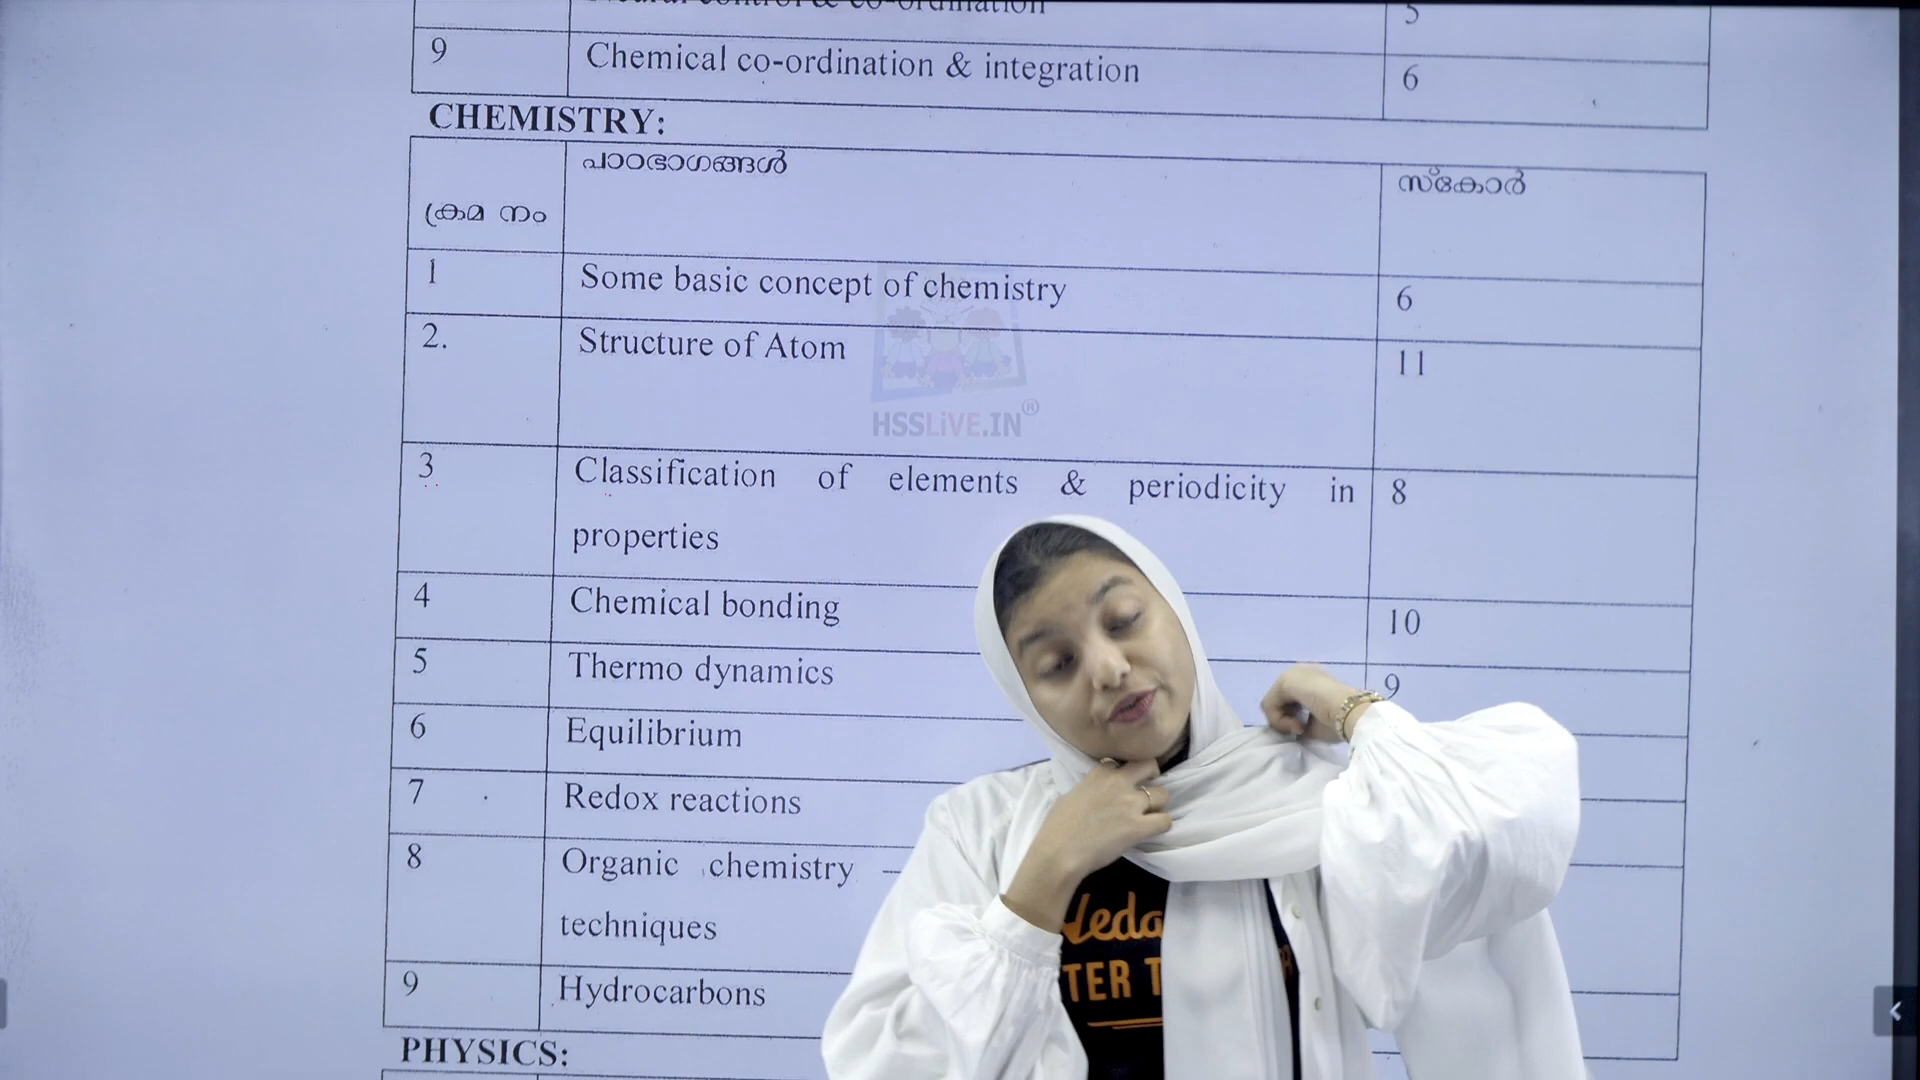 5
9 Chemical co-ordination & integration 6
CHEMISTRY:
ക്രമ നം പാഠഭാഗങ്ങൾ സ്കോർ
1 Some basic concept of chemistry 6
2. Structure of Atom 11
HSSLiVE.IN®
3 Classification of elements & periodicity in 8
properties
4 Chemical bonding 10
5 Thermo dynamics 9
6 Equilibrium
7 Redox reactions
8 Organic chemistry –
techniques
9 Hydrocarbons
PHYSICS: